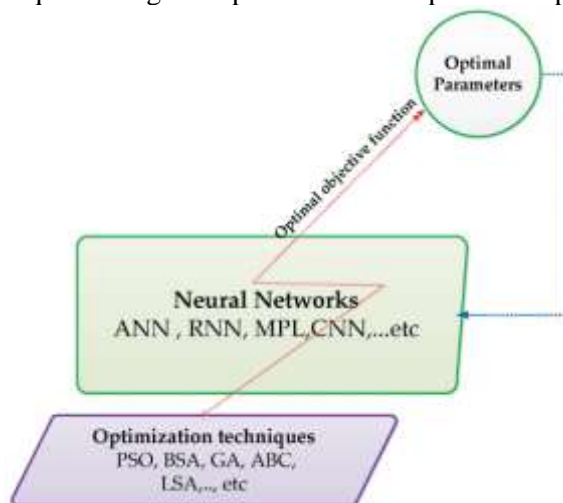 Optimal
Parameters
Optimal objective function
Neural Networks
ANN , RNN, MPL,CNN,...etc
Optimization techniques
PSO, BSA, GA, ABC,
LSA,.., etc